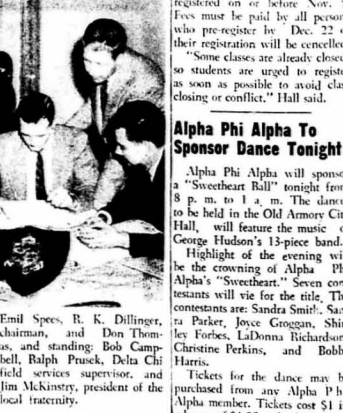 Emil Spees, R. K. Dillinger,
chairman, and Don Thom-
as, and standing: Bob Camp-
bell, Ralph Prusek, Delta Chi
field services supervisor, and
Jim McKinstry, president of the
local fraternity.
registered on or before Nov.
Fees must be paid by all person
who pre-register by Dec. 22 o
their registration will be cencelled
"Some classes are already closed
so students are urged to registe
as soon as possible to avoid clas
closing or conflict." Hall said.
Alpha Phi Alpha To
Sponsor Dance Tonight
Alpha Phi Alpha will sponso
a "Sweetheart Ball" tonight from
8 p. m. to 1 a. m. The danc
to be held in the Old Armory Cit
Hall, will feature the music
George Hudson's 13-piece band.
Highlight of the evening wi
be the crowning of Alpha Ph
Alpha's "Sweetheart." Seven con
testants will vie for the title. Th
contestants are: Sandra Smith, San
ra Parker, Joyce Groggan, Shir
ley Forbes, LaDonna Richardson
Christine Perkins, and Bobb
Harris.
Tickets for the dance may b
purchased from any Alpha Ph
Alpha member. Tickets cost $1 i